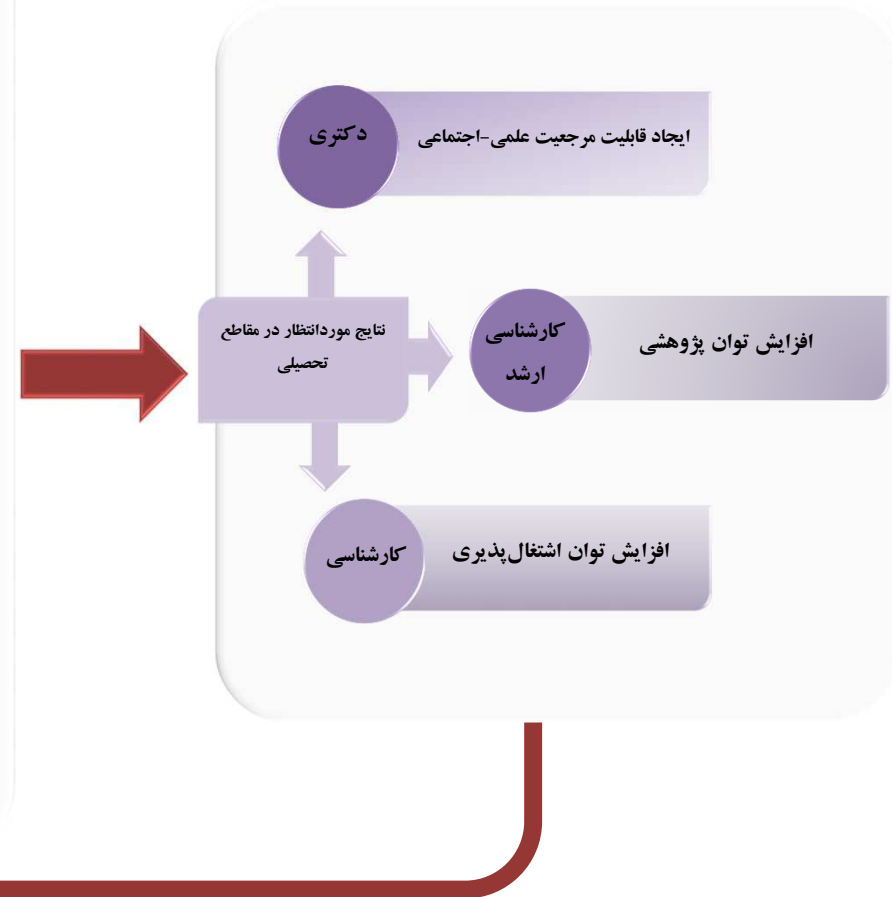 دکتری
ایجاد قابلیت مرجعیت علمی-اجتماعی
نتایج موردانتظار در مقاطع
تحصیلی
کارشناسی
ارشد
افزایش توان پژوهشی
کارشناسی
افزایش توان اشتغال‌پذیری